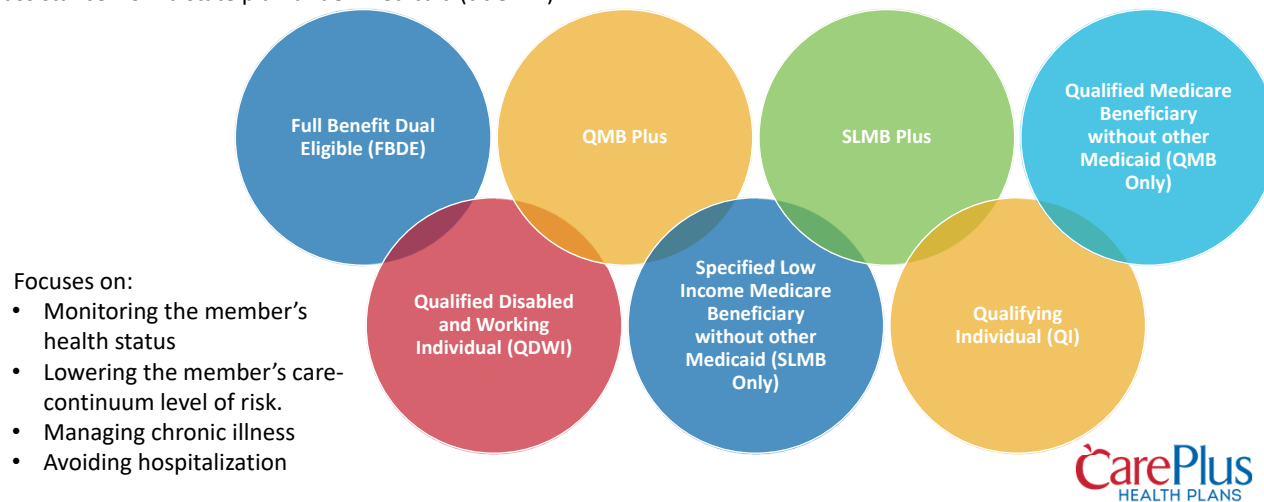 Full Benefit Dual
Eligible (FBDE)
QMB Plus
SLMB Plus
Qualified Medicare
Beneficiary
without other
Medicaid (QMB
Only)
Qualified Disabled
and Working
Individual (QDWI)
Specified Low
Income Medicare
Beneficiary
without other
Medicaid (SLMB
Only)
Qualifying
Individual (QI)
Focuses on:
• Monitoring the member’s
health status
• Lowering the member’s care-
continuum level of risk.
• Managing chronic illness
• Avoiding hospitalization
CarePlus
HEALTH PLANS